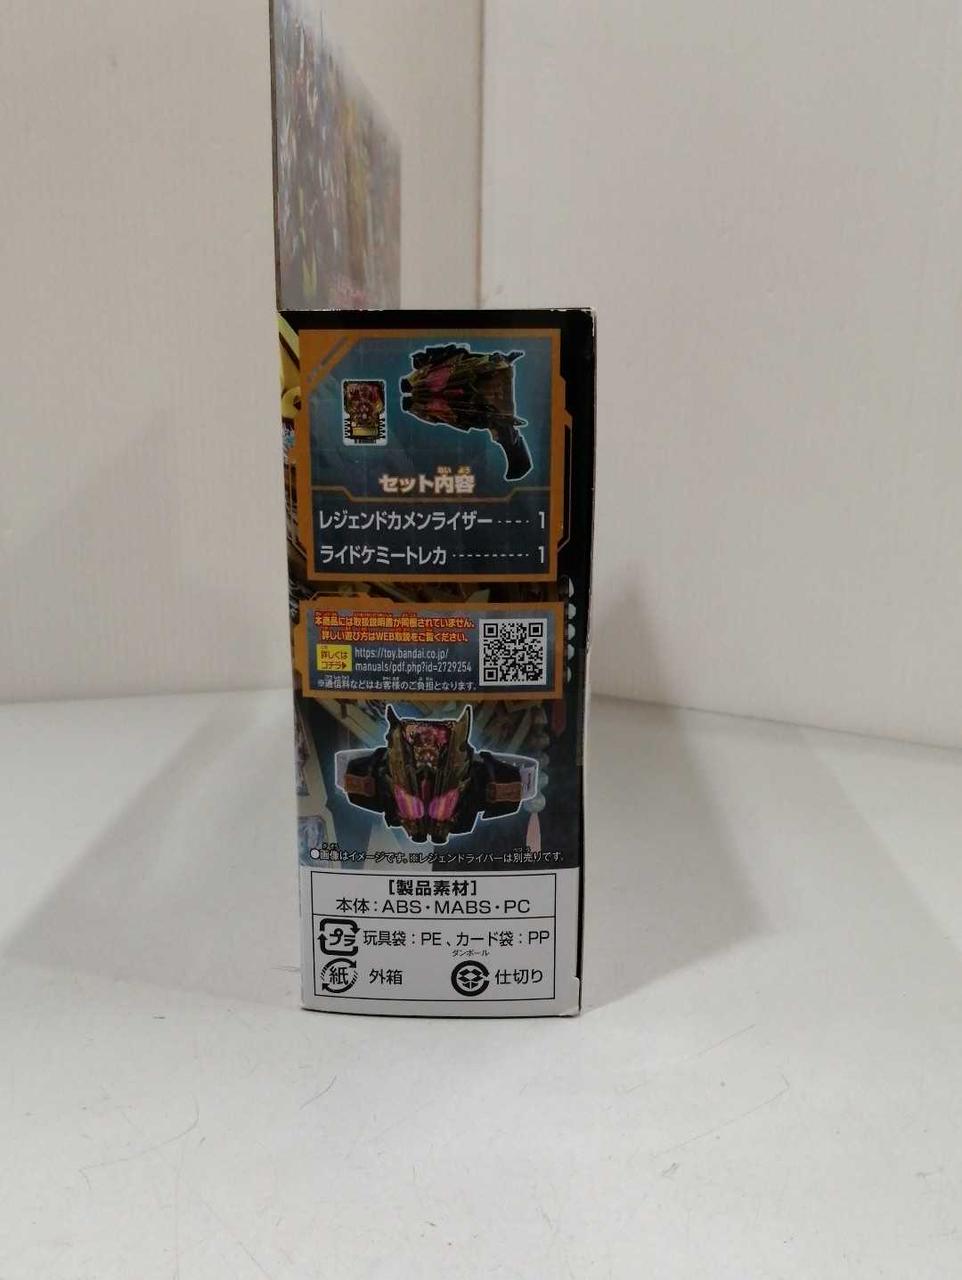 セット内容
レジェンドカメンライザー ---- 1
ライドケミートレカ ---------- 1
本商品には取扱説明書が同梱されていません。
詳しい遊び方はWEB取説をご覧ください。
詳しくは
コチラ▶
https://toy.bandai.co.jp/
manuals/pdf.php?id=2729254
※通信料などはお客様のご負担となります。
●画像はイメージです。※レジェンドライバーは別売りです。
[製品素材]
本体：ABS・MABS・PC
プラ 玩具袋：PE、カード袋：PP
ダンボール
紙 外箱 仕切り